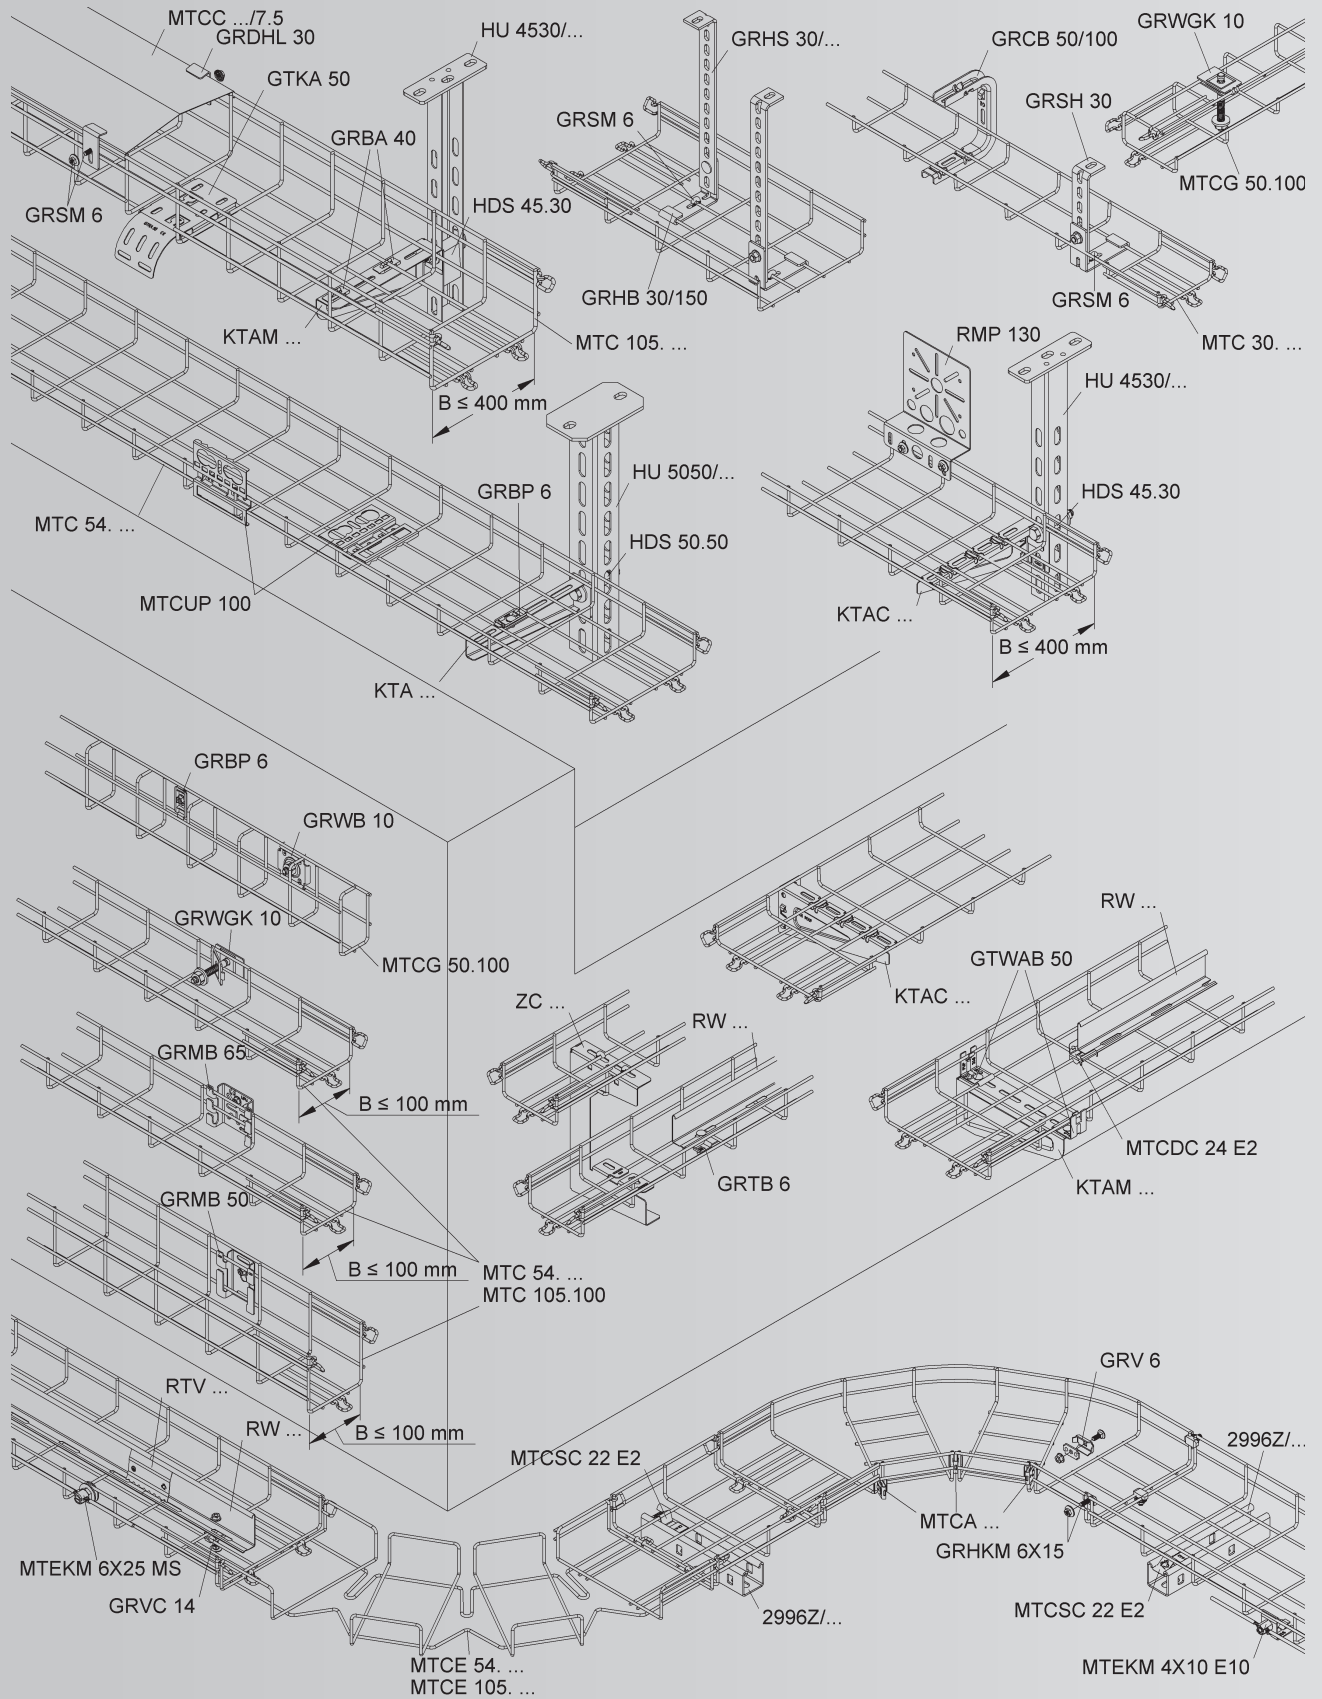 MTCC .../7.5
GRDHL 30
GTKA 50
HU 4530/...
GRBA 40
GRSM 6
HDS 45.30
KTAM ...
MTC 105. ...
B ≤ 400 mm
GRHS 30/...
GRSM 6
GRHB 30/150
GRCB 50/100
GRWGK 10
GRSH 30
MTCG 50.100
GRSM 6
MTC 30. ...
RMP 130
HU 4530/...
HDS 45.30
KTAC ...
B ≤ 400 mm
MTC 54. ...
MTCUP 100
GRBP 6
HU 5050/...
HDS 50.50
KTA ...
GRBP 6
GRWB 10
GRWGK 10
MTCG 50.100
GRMB 65
B ≤ 100 mm
GRMB 50
B ≤ 100 mm
MTC 54. ...
MTC 105.100
B ≤ 100 mm
ZC ...
RW ...
GRTB 6
KTAC ...
RW ...
GTWAB 50
MTCDC 24 E2
KTAM ...
RTV ...
RW ...
MTEKM 6X25 MS
GRVC 14
MTCE 54. ...
MTCE 105. ...
MTCSC 22 E2
2996Z/...
MTCA ...
GRV 6
GRHKM 6X15
2996Z/...
MTCSC 22 E2
MTEKM 4X10 E10